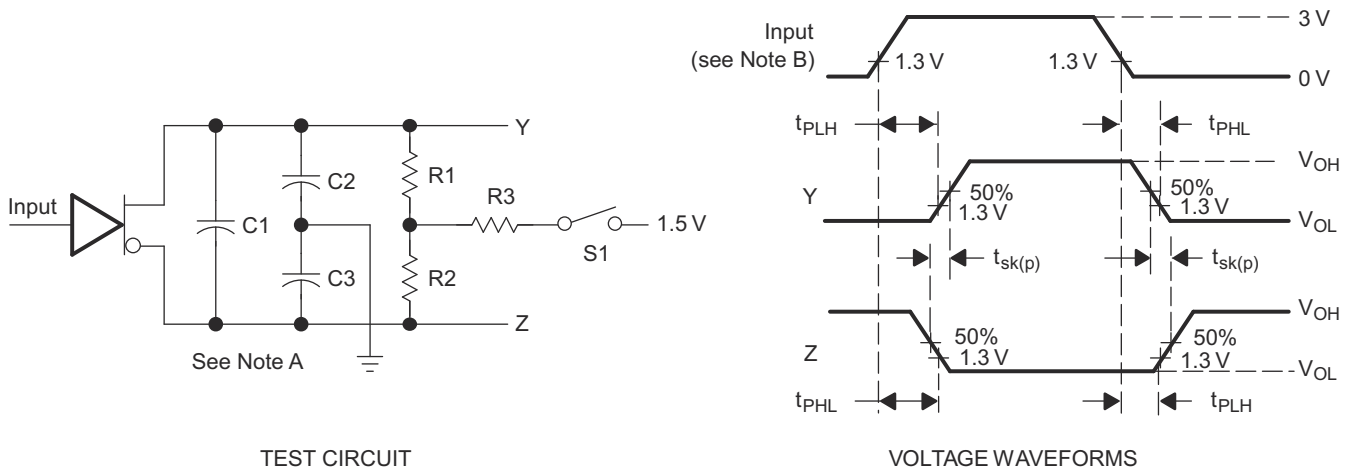 Input
Y
C1
C2
C3
R1
R2
R3
S1
1.5 V
Z
See Note A
TEST CIRCUIT
Input
(see Note B)
1.3 V
1.3 V
3 V
0 V
tPLH
tPHL
Y
50%
1.3 V
50%
1.3 V
VOH
VOL
tsk(p)
tsk(p)
Z
50%
1.3 V
50%
1.3 V
VOH
VOL
tPHL
tPLH
VOLTAGE WAVEFORMS